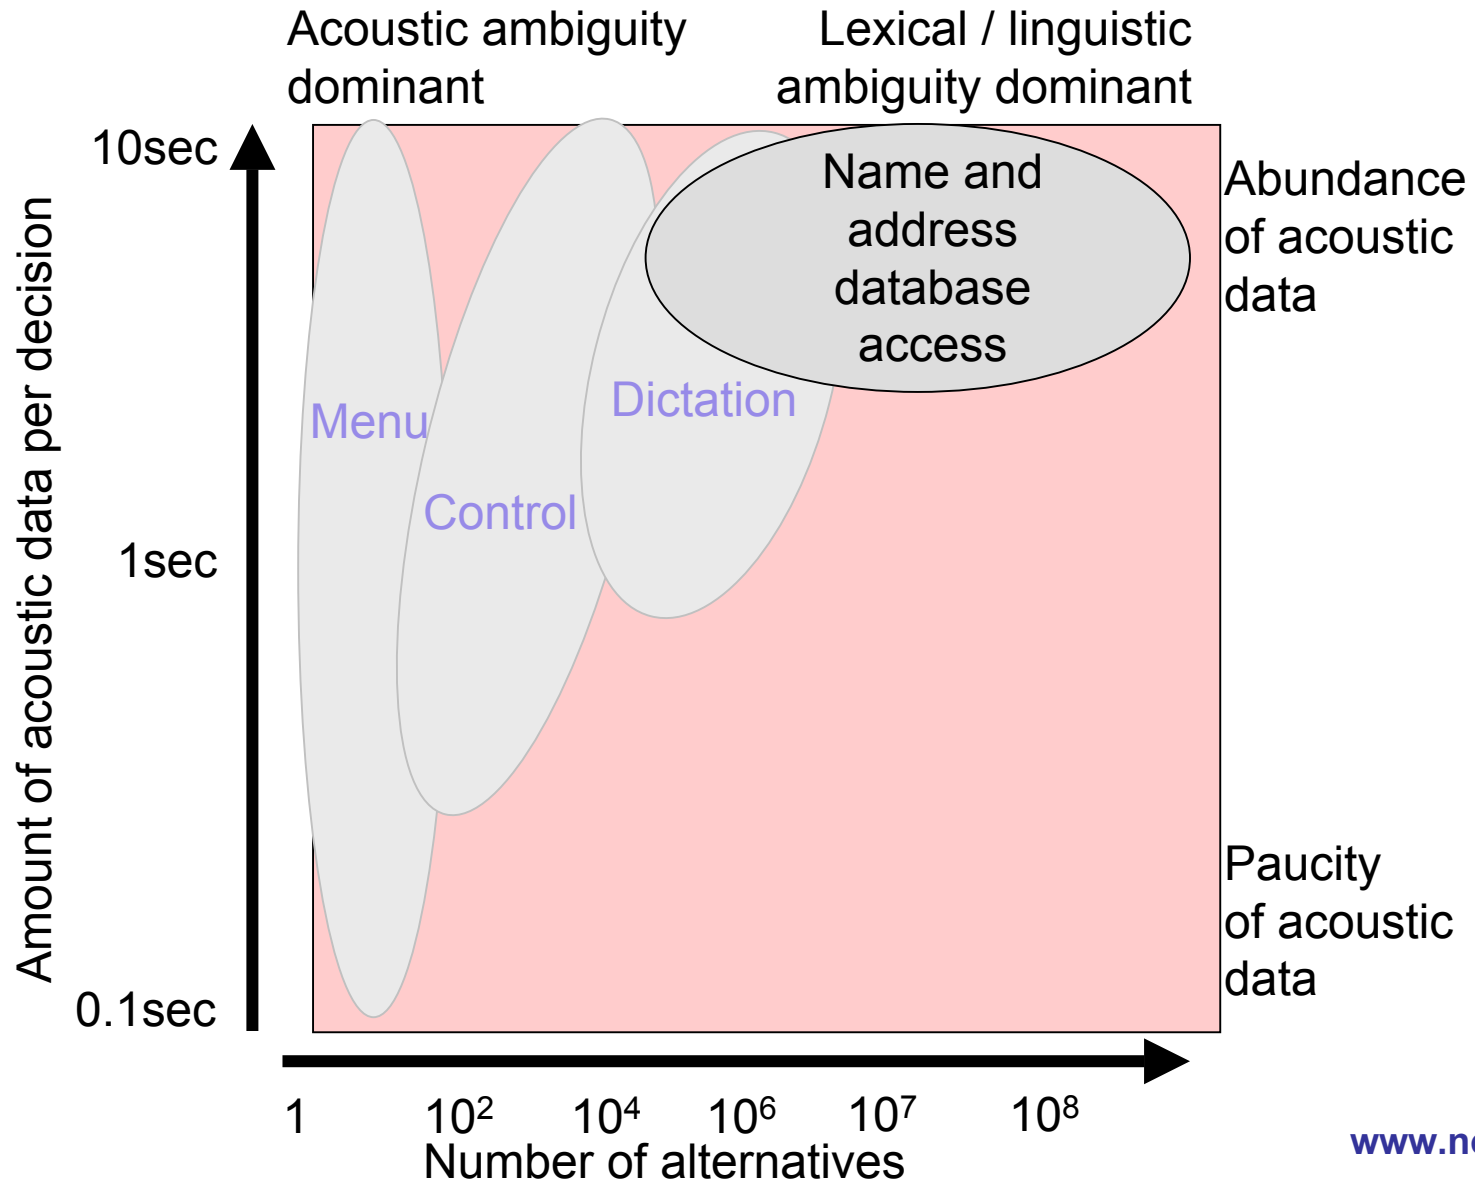 Acoustic ambiguity
dominant
Lexical / linguistic
ambiguity dominant
10sec
1sec
0.1sec
Amount of acoustic data per decision
Name and
address
database
access
Menu
Control
Dictation
Abundance
of acoustic
data
Paucity
of acoustic
data
1 10² 10⁴ 10⁶ 10⁷ 10⁸
Number of alternatives